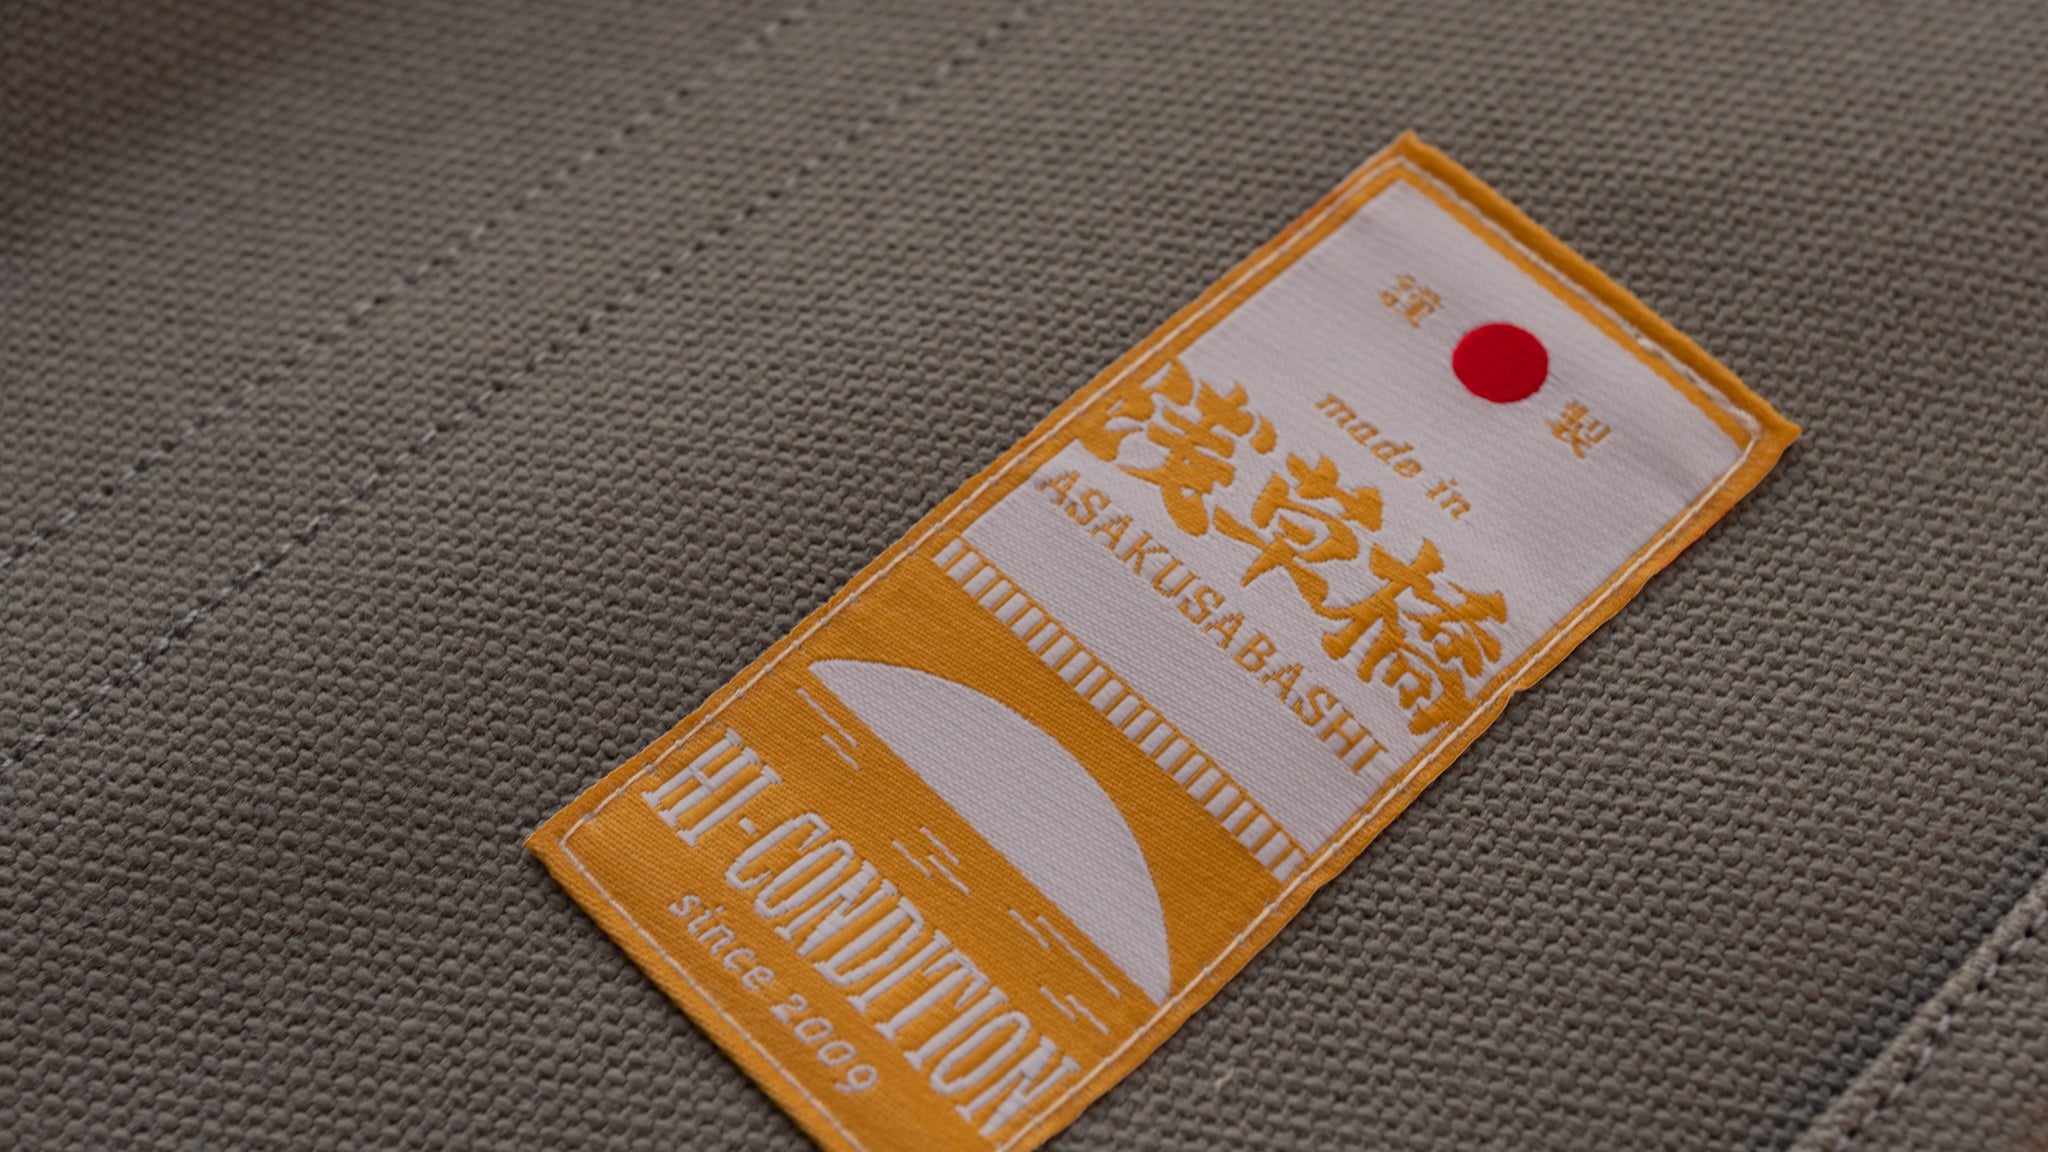 謹製
made in
浅草橋
ASAKUSABASHI
HI-CONDITION
since 2009